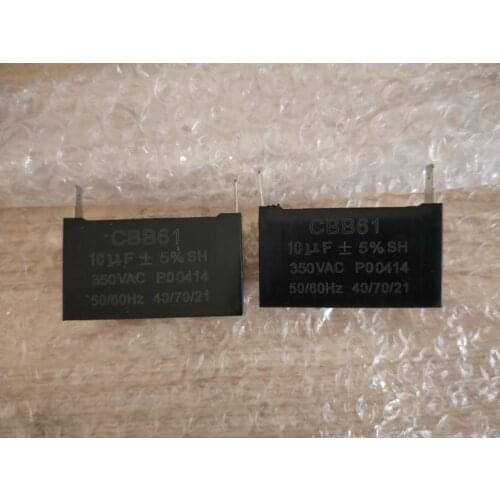 CBB61
10µF ± 5% SH
350VAC P00414
50/60Hz 40/70/21
CBB61
10µF ± 5% SH
350VAC P00414
50/60Hz 40/70/21